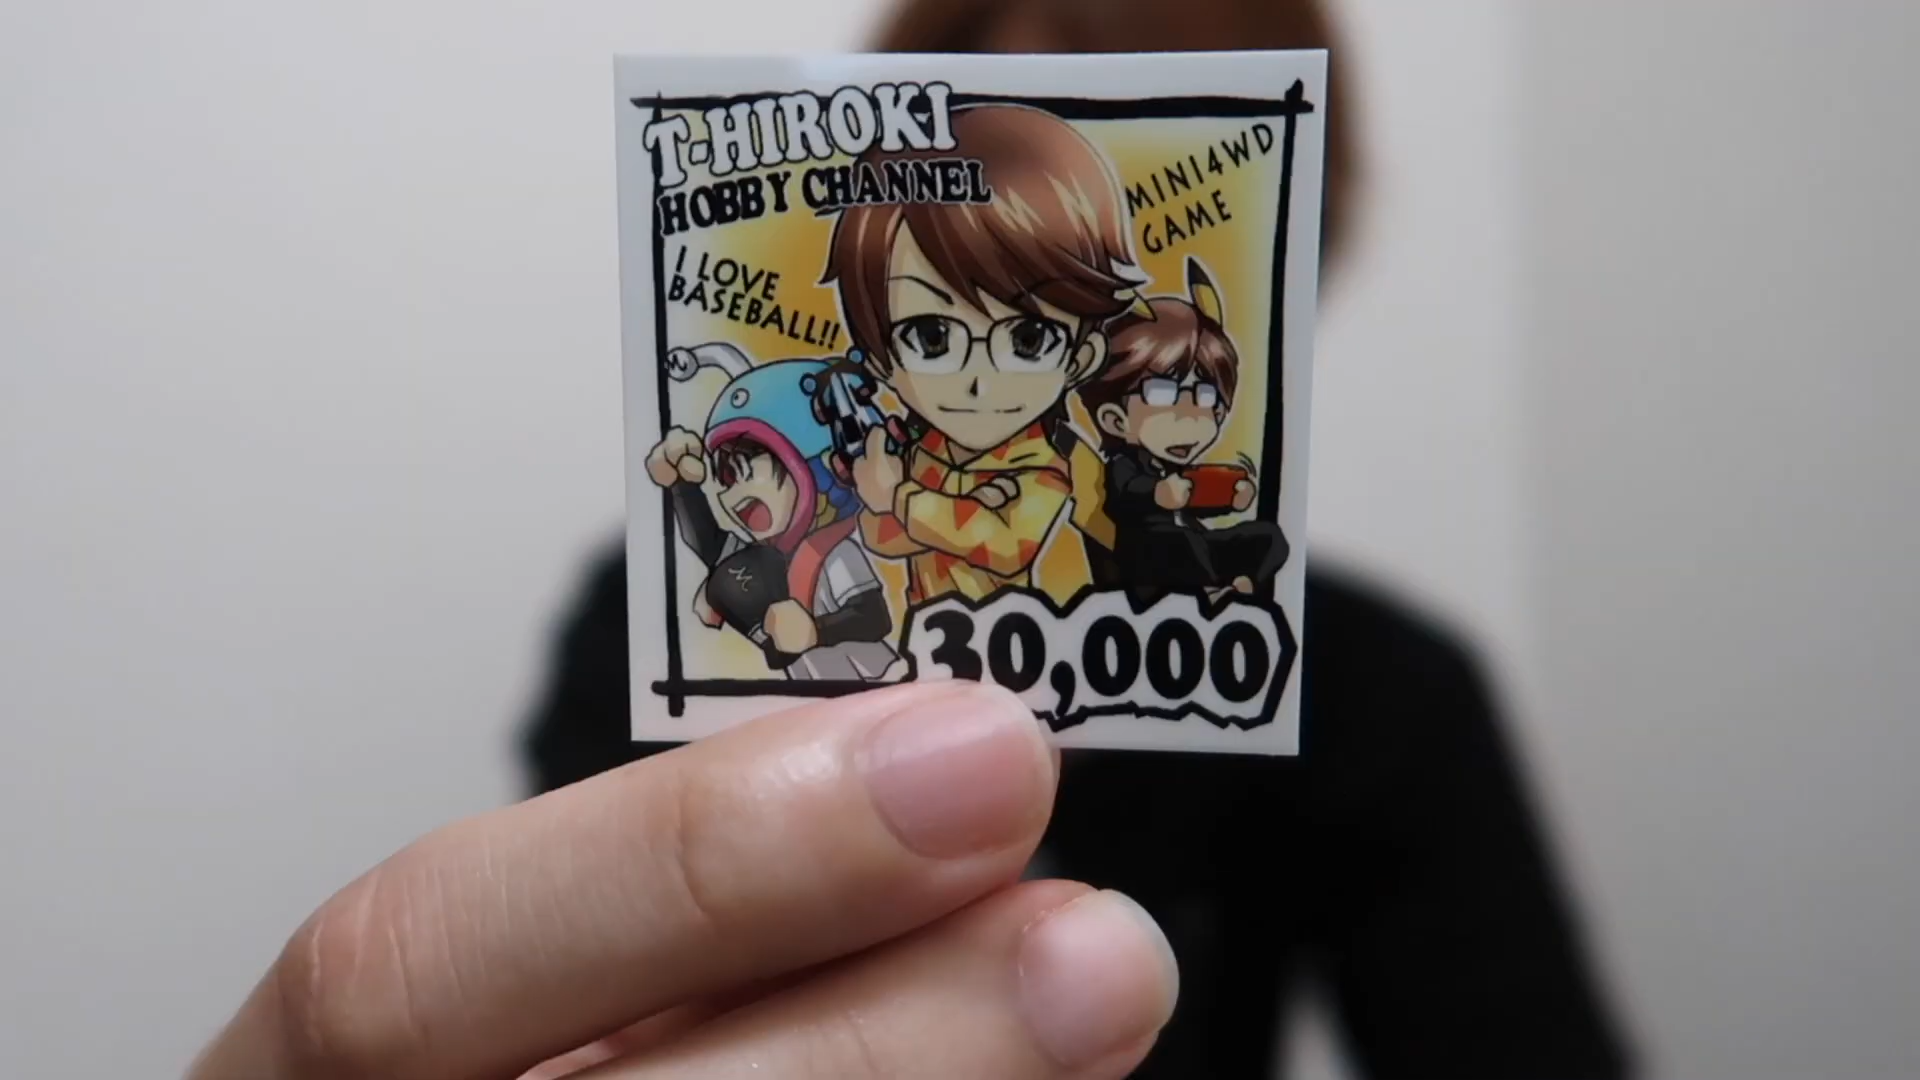 T-HIROKI
HOBBY CHANNEL
MINI4WD
GAME
I LOVE
BASEBALL!!
M
M
30,000